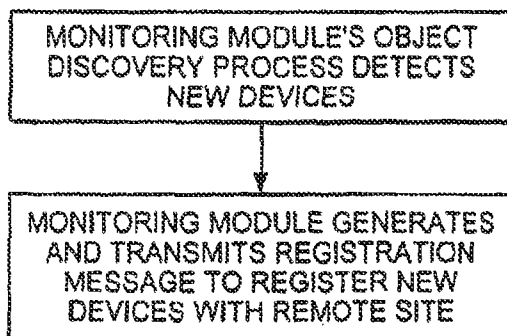 MONITORING MODULE'S OBJECT
DISCOVERY PROCESS DETECTS
NEW DEVICES
MONITORING MODULE GENERATES
AND TRANSMITS REGISTRATION
MESSAGE TO REGISTER NEW
DEVICES WITH REMOTE SITE